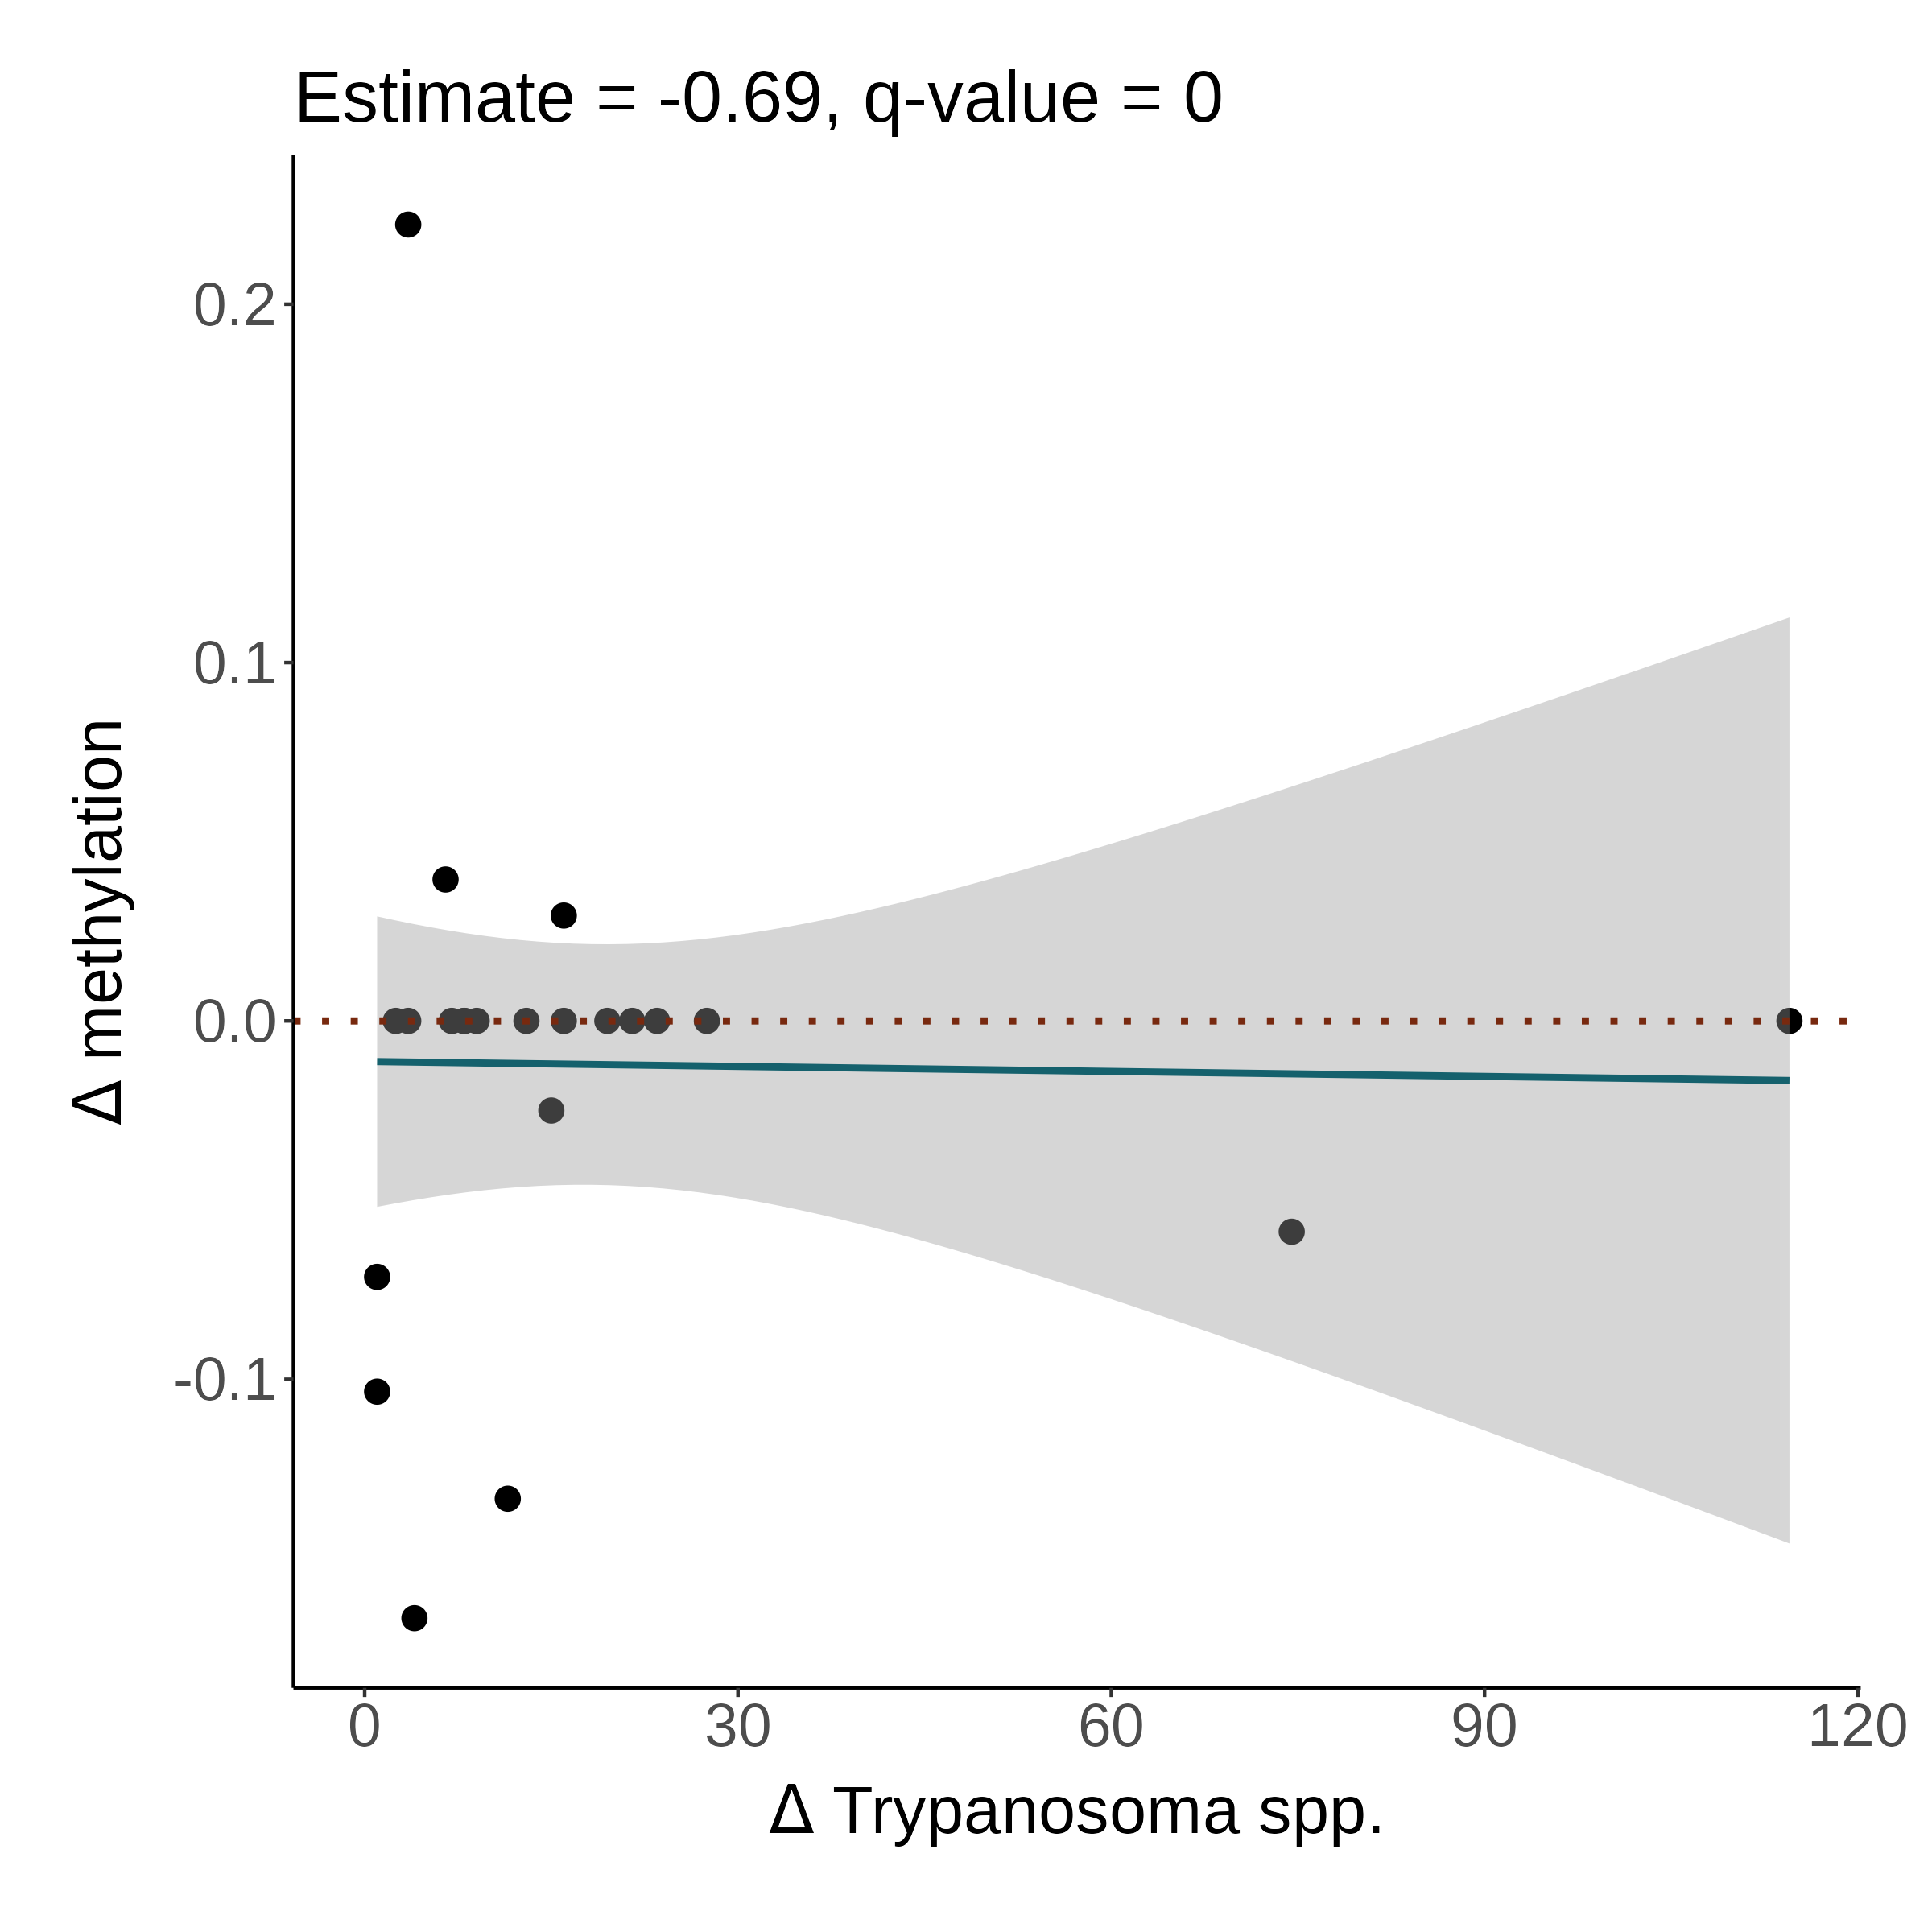 Estimate = -0.69, q-value = 0
Δ methylation
0.2
0.1
0.0
-0.1
0 30 60 90 120
Δ Trypanosoma spp.